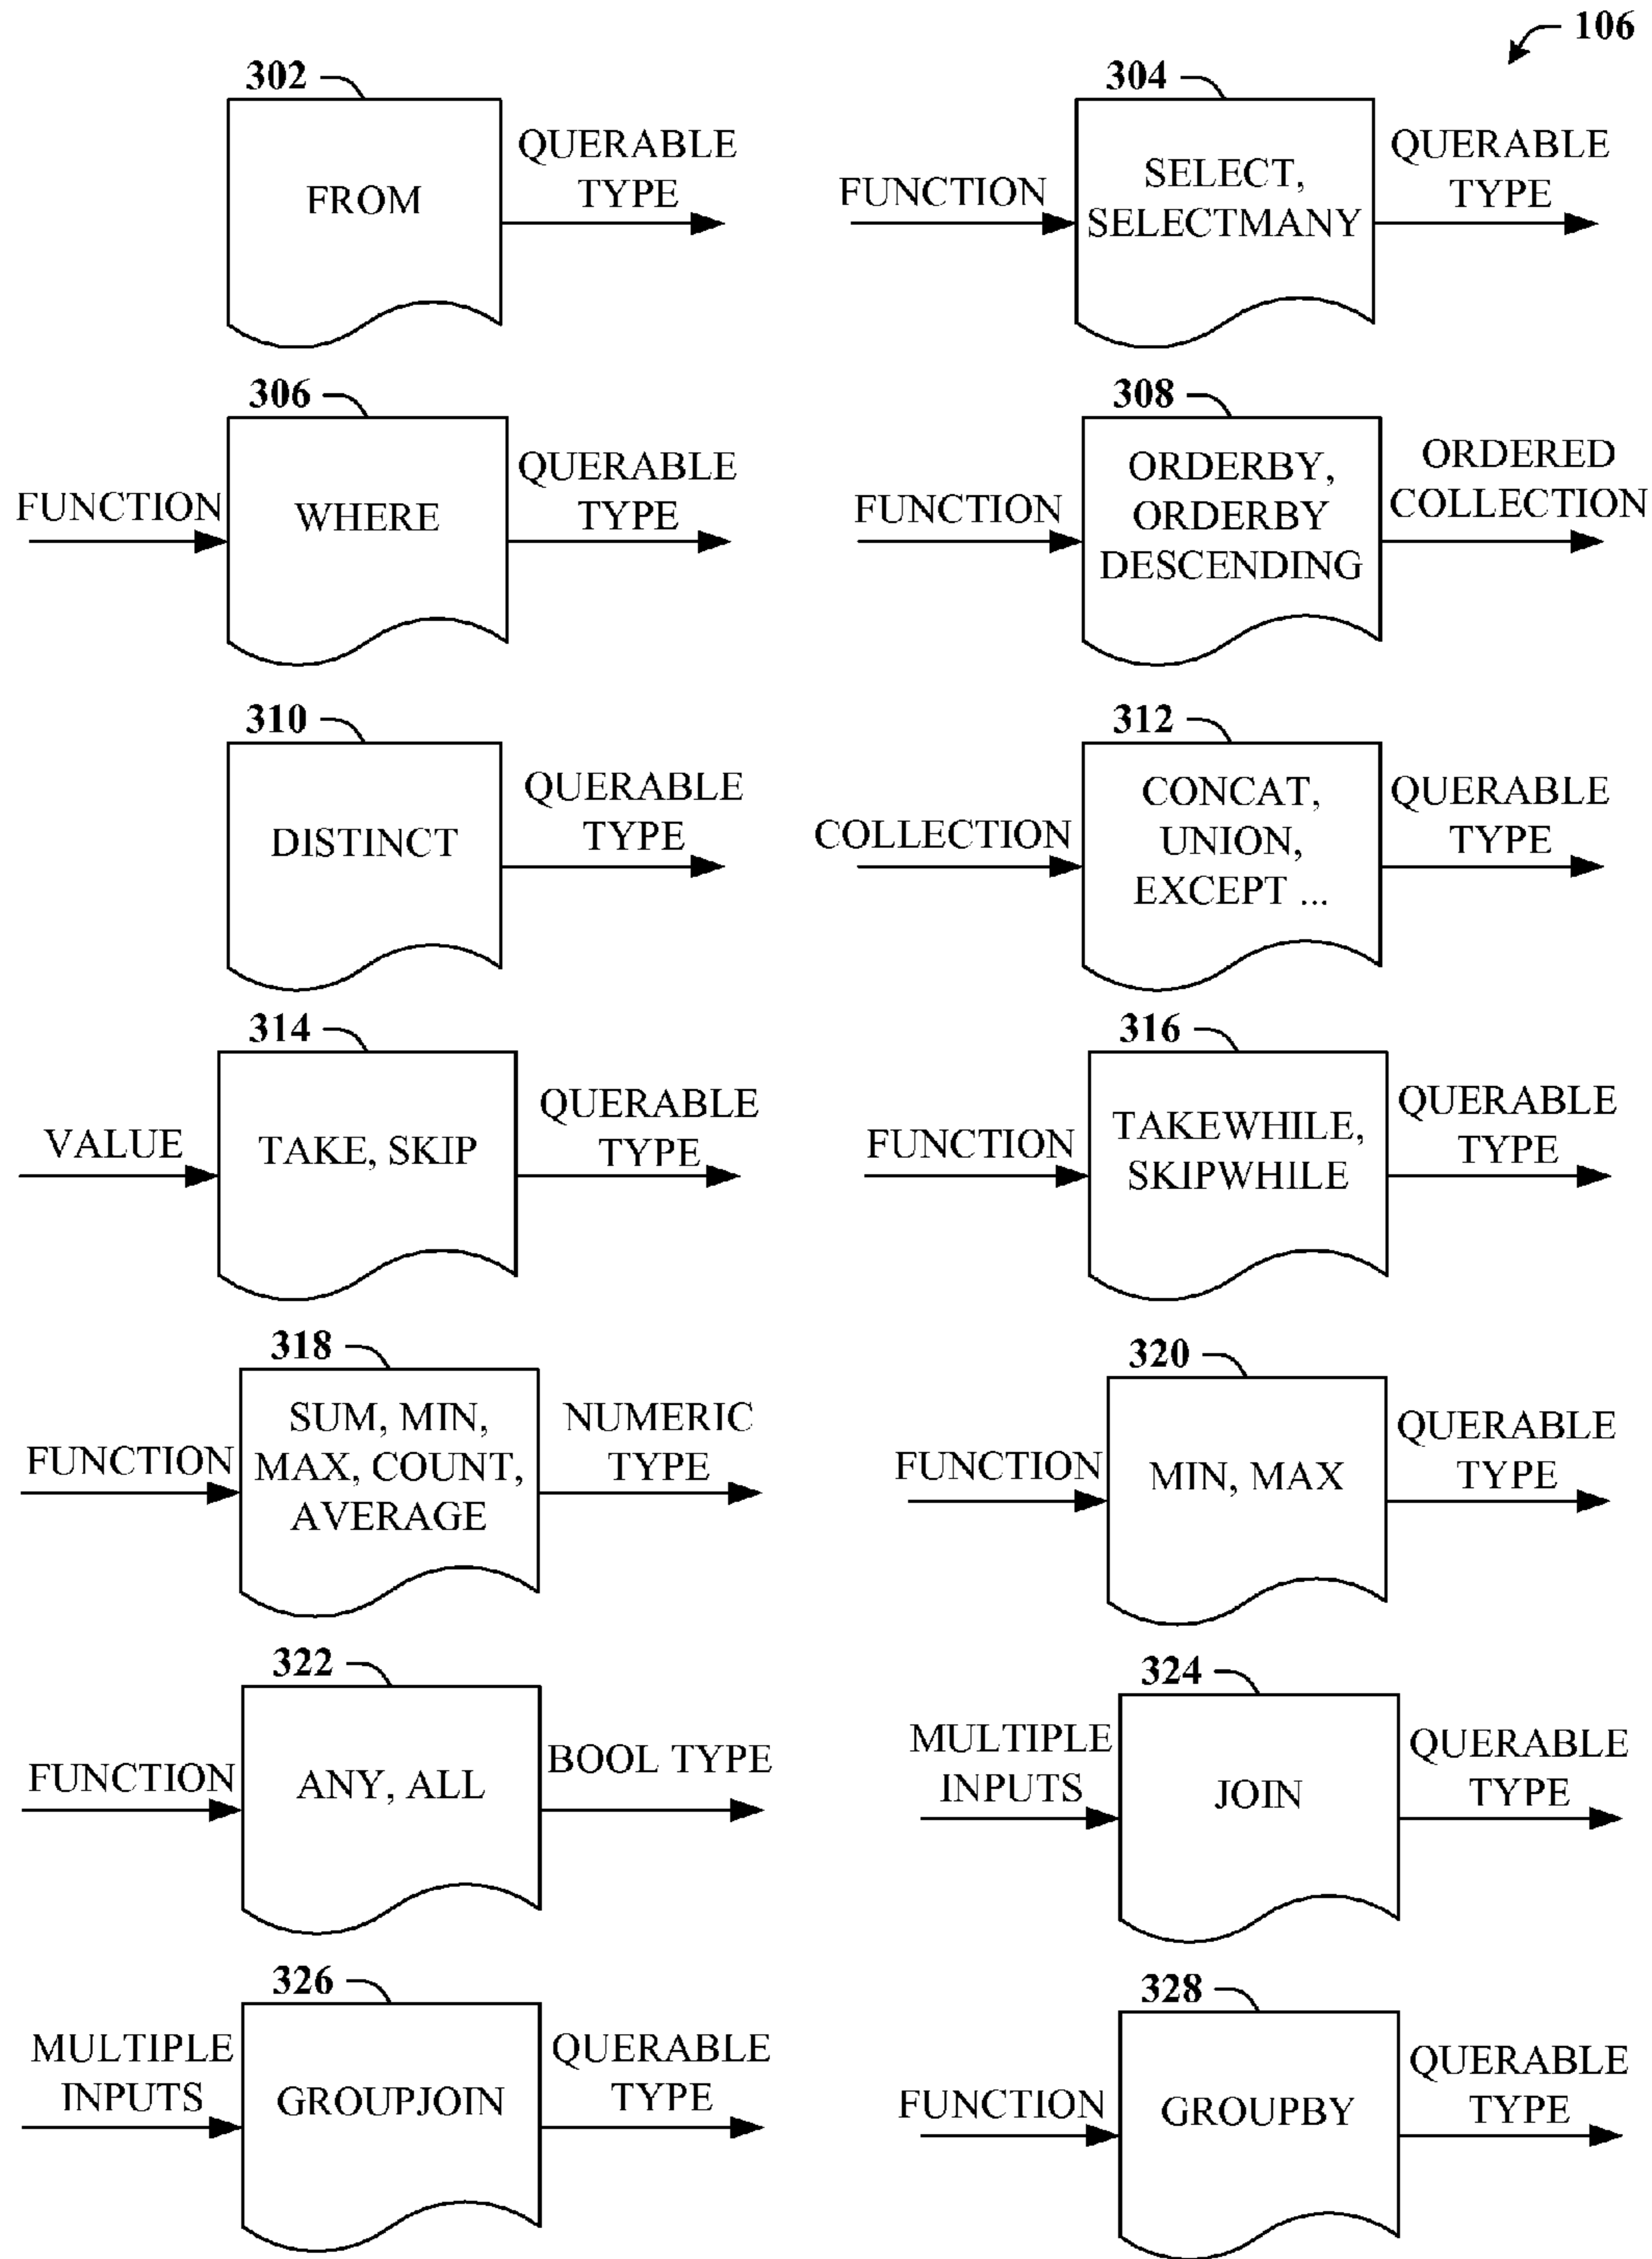 106
302
FROM
QUERABLE
TYPE
304
FUNCTION
SELECT,
SELECTMANY
QUERABLE
TYPE
306
FUNCTION
WHERE
QUERABLE
TYPE
308
FUNCTION
ORDERBY,
ORDERBY
DESCENDING
ORDERED
COLLECTION
310
DISTINCT
QUERABLE
TYPE
312
COLLECTION
CONCAT,
UNION,
EXCEPT ...
QUERABLE
TYPE
314
VALUE
TAKE, SKIP
QUERABLE
TYPE
316
FUNCTION
TAKEWHILE,
SKIPWHILE
QUERABLE
TYPE
318
FUNCTION
SUM, MIN,
MAX, COUNT,
AVERAGE
NUMERIC
TYPE
320
FUNCTION
MIN, MAX
QUERABLE
TYPE
322
FUNCTION
ANY, ALL
BOOL TYPE
324
MULTIPLE
INPUTS
JOIN
QUERABLE
TYPE
326
MULTIPLE
INPUTS
GROUPJOIN
QUERABLE
TYPE
328
FUNCTION
GROUPBY
QUERABLE
TYPE